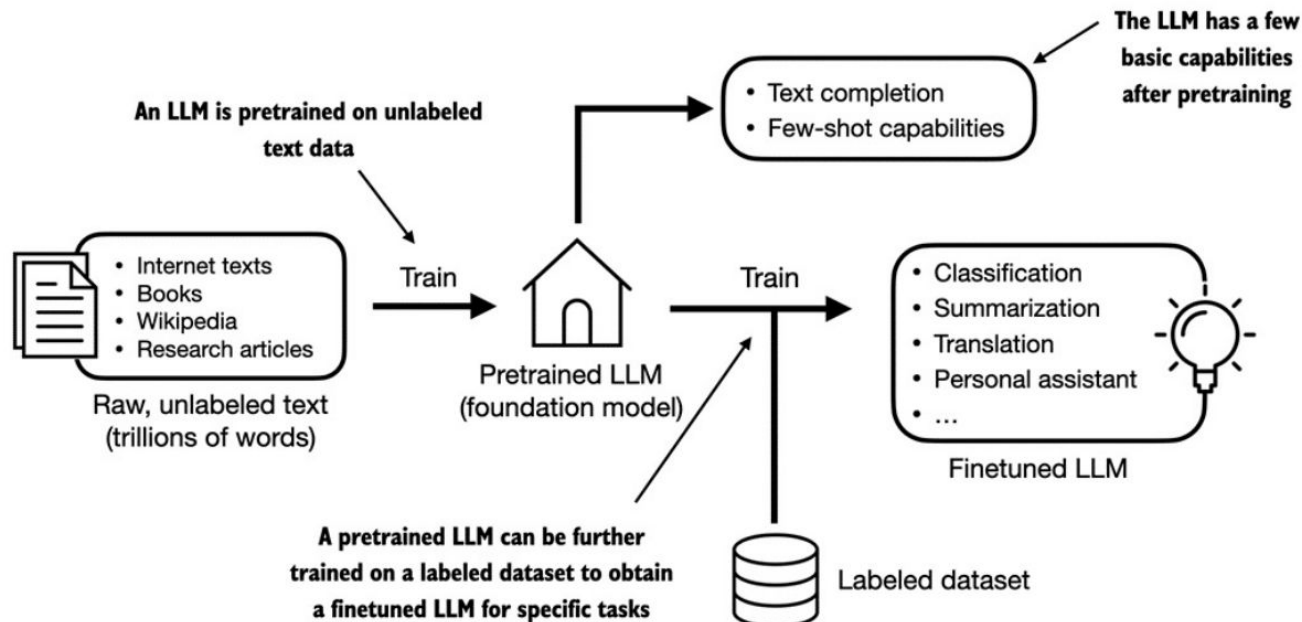 The LLM has a few
basic capabilities
after pretraining
• Text completion
• Few-shot capabilities
An LLM is pretrained on unlabeled
text data
• Internet texts
• Books
• Wikipedia
• Research articles
Raw, unlabeled text
(trillions of words)
Train
Pretrained LLM
(foundation model)
Train
• Classification
• Summarization
• Translation
• Personal assistant
• ...
Finetuned LLM
A pretrained LLM can be further
trained on a labeled dataset to obtain
a finetuned LLM for specific tasks
Labeled dataset